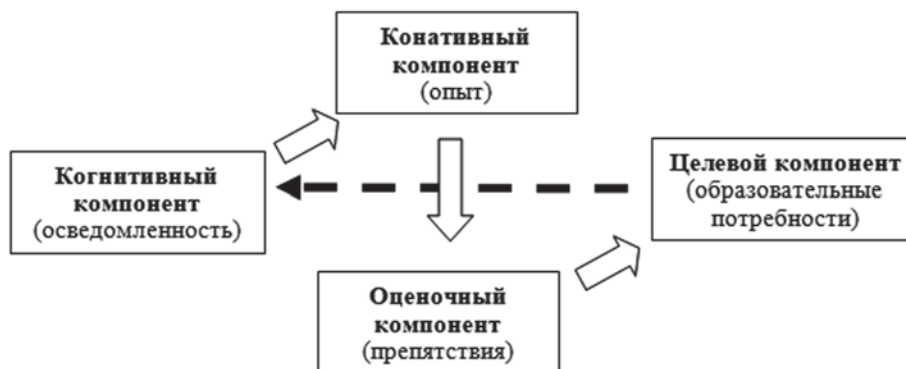 Конативный
компонент
(опыт)
Когнитивный
компонент
(осведомленность)
Целевой компонент
(образовательные
потребности)
Оценочный
компонент
(препятствия)